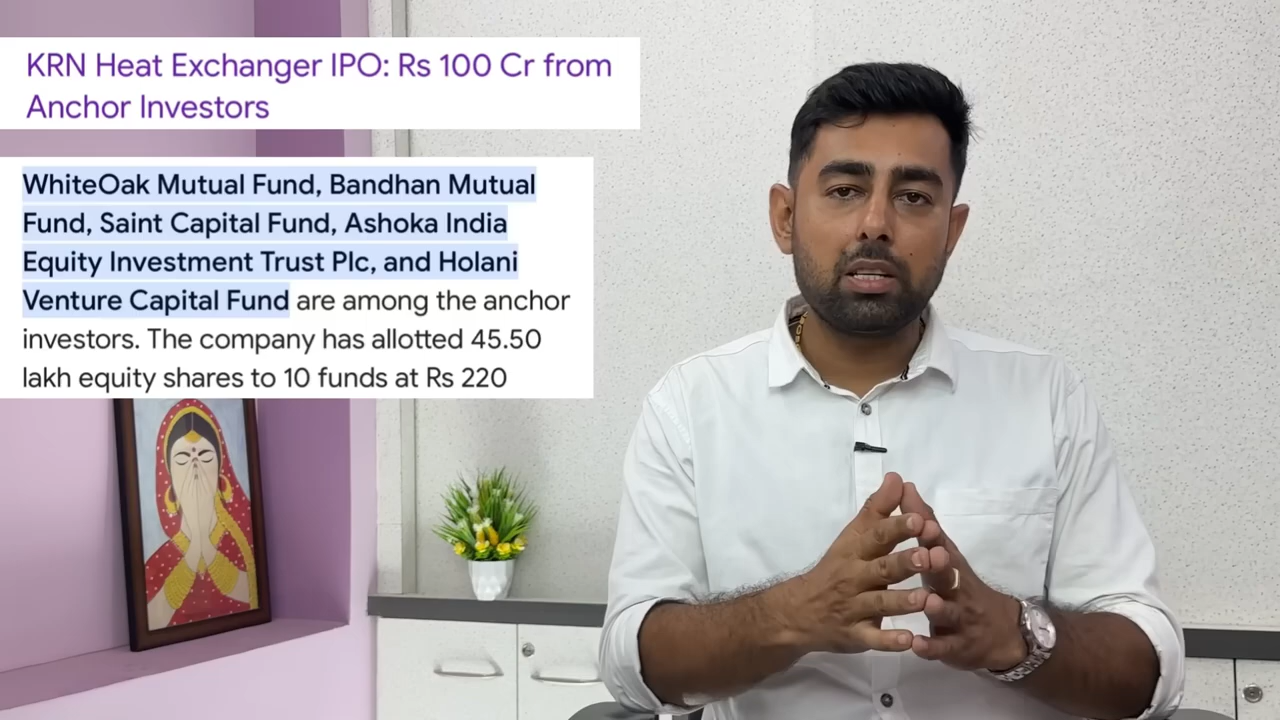 KRN Heat Exchanger IPO: Rs 100 Cr from
Anchor Investors
WhiteOak Mutual Fund, Bandhan Mutual
Fund, Saint Capital Fund, Ashoka India
Equity Investment Trust Plc, and Holani
Venture Capital Fund are among the anchor
investors. The company has allotted 45.50
lakh equity shares to 10 funds at Rs 220